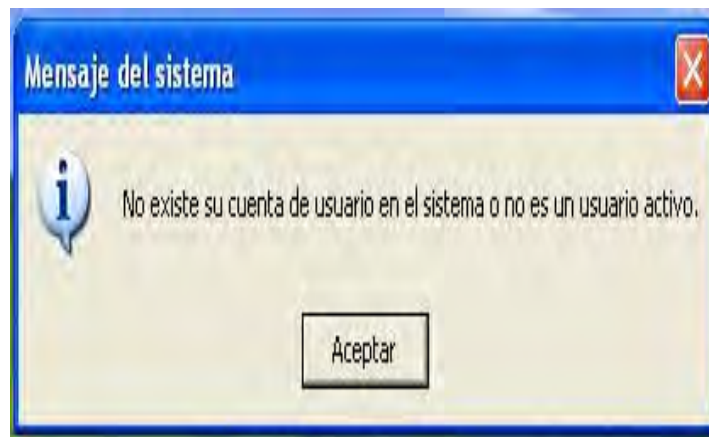 Mensaje del sistema
No existe su cuenta de usuario en el sistema o no es un usuario activo.
Aceptar